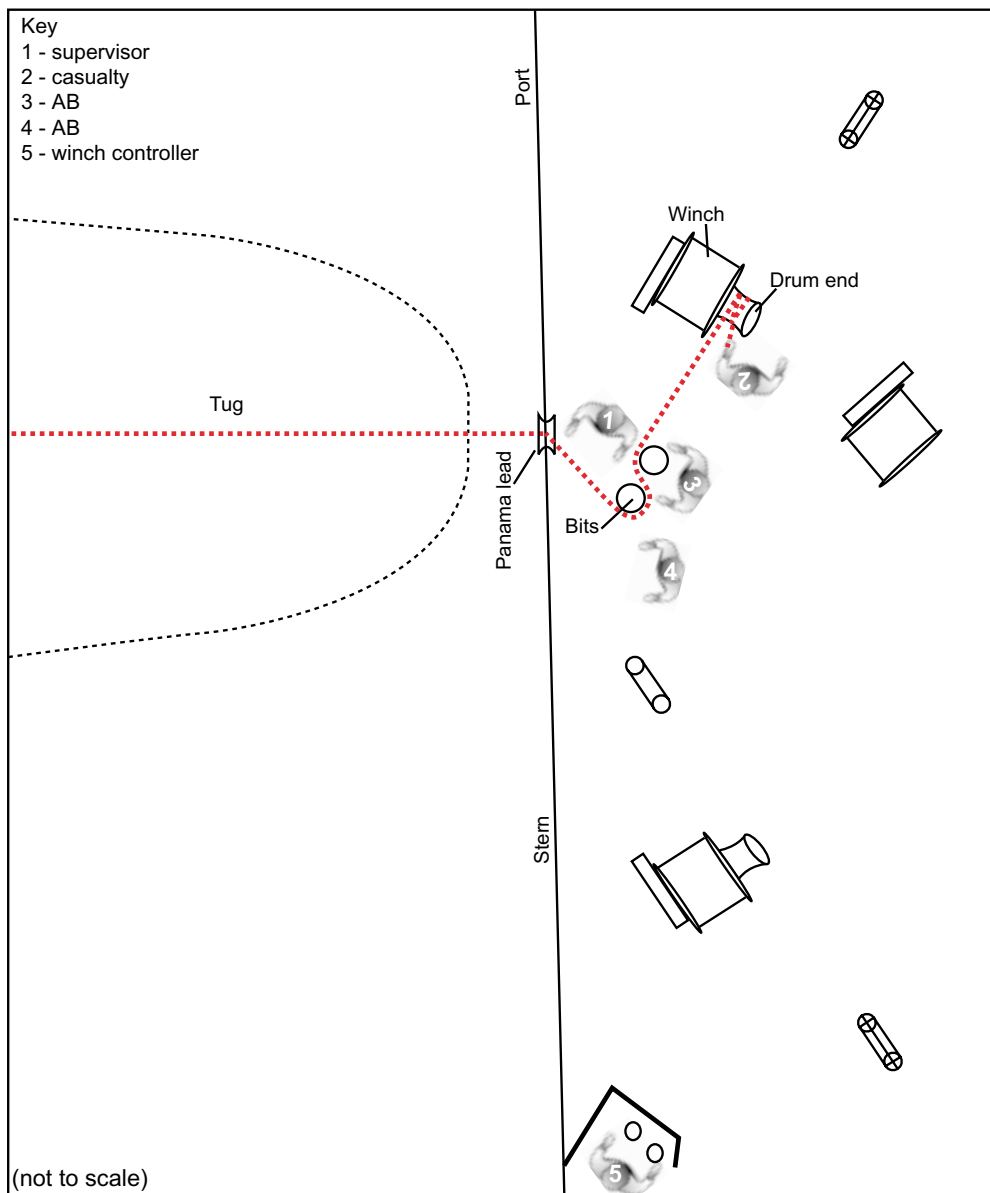 Key
1 - supervisor
2 - casualty
3 - AB
4 - AB
5 - winch controller
Port
Winch
Drum end
Tug
1
2
3
Panama lead
Bits
4
Stern
5
(not to scale)